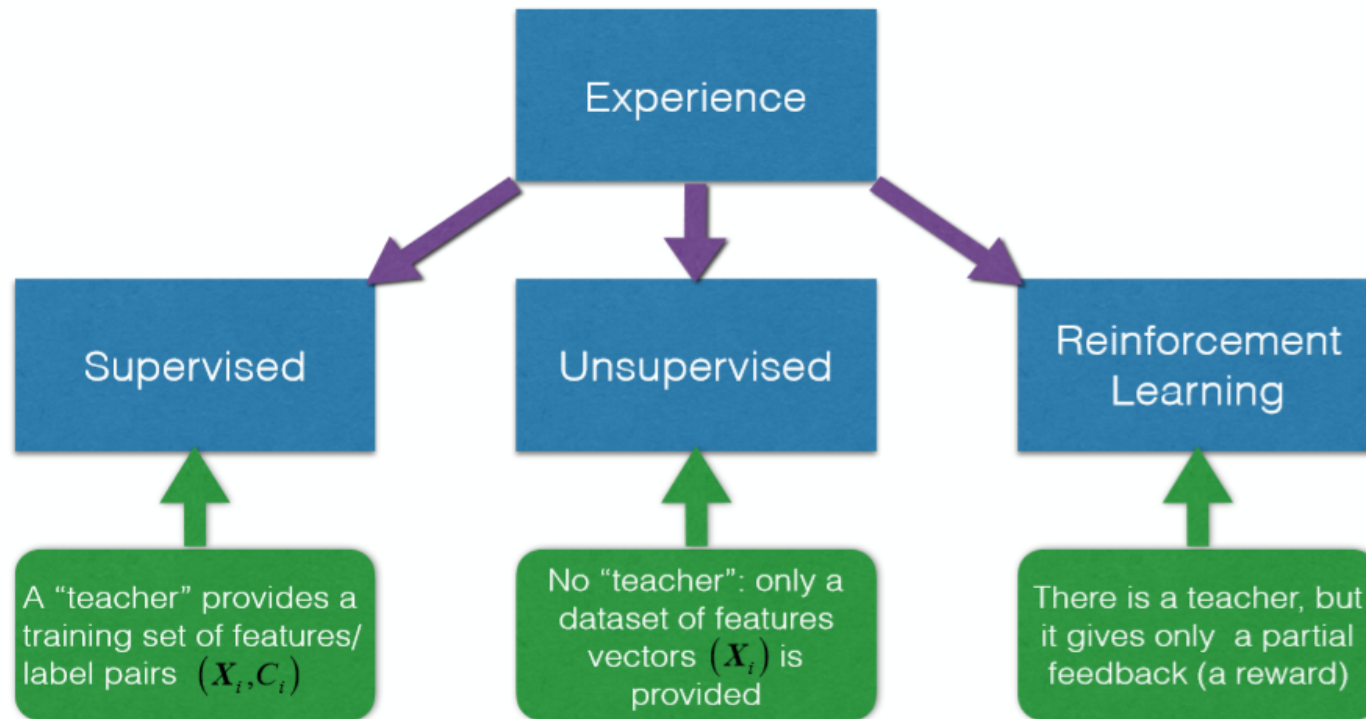 Experience
Supervised
Unsupervised
Reinforcement
Learning
A “teacher” provides a
training set of features/
label pairs (Xᵢ,Cᵢ)
No “teacher”: only a
dataset of features
vectors (Xᵢ) is
provided
There is a teacher, but
it gives only a partial
feedback (a reward)